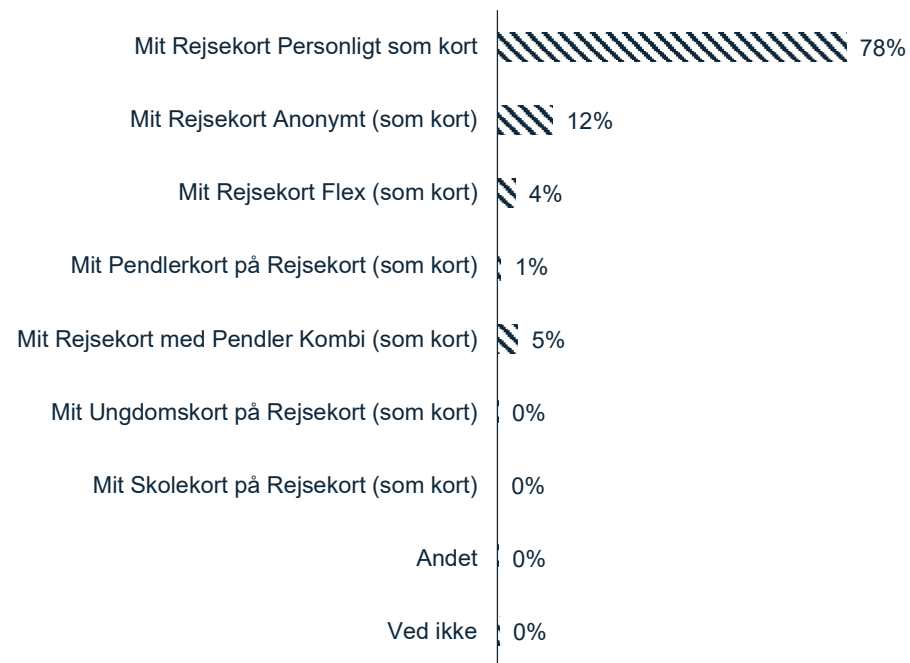 Mit Rejsekort Personligt som kort 78%
Mit Rejsekort Anonymt (som kort) 12%
Mit Rejsekort Flex (som kort) 4%
Mit Pendlerkort på Rejsekort (som kort) 1%
Mit Rejsekort med Pendler Kombi (som kort) 5%
Mit Ungdomskort på Rejsekort (som kort) 0%
Mit Skolekort på Rejsekort (som kort) 0%
Andet 0%
Ved ikke 0%